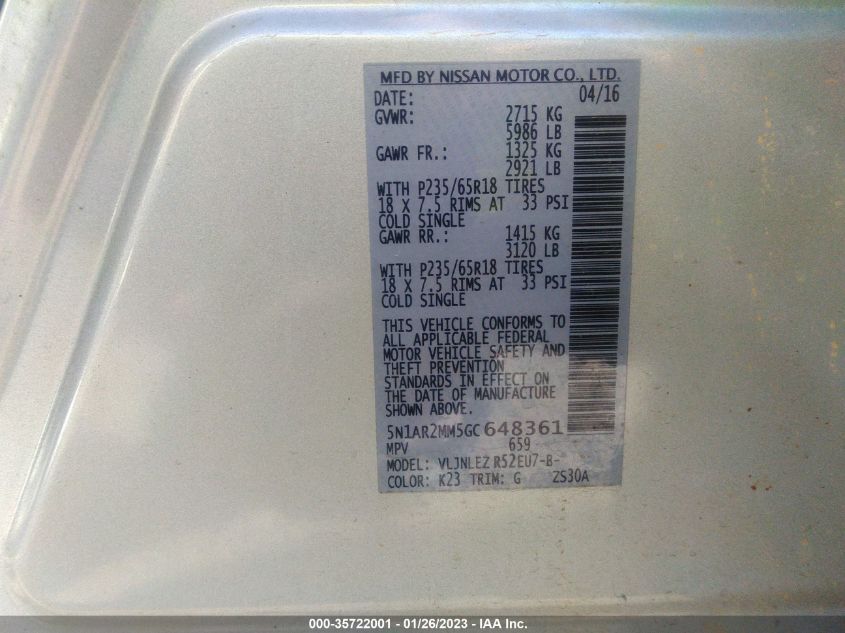 MFD BY NISSAN MOTOR CO., LTD.
DATE: 04/16
GVWR: 2715 KG
5986 LB
GAWR FR.: 1325 KG
2921 LB
WITH P235/65R18 TIRES
18 X 7.5 RIMS AT 33 PSI
COLD SINGLE
GAWR RR.: 1415 KG
3120 LB
WITH P235/65R18 TIRES
18 X 7.5 RIMS AT 33 PSI
COLD SINGLE
THIS VEHICLE CONFORMS TO
ALL APPLICABLE FEDERAL
MOTOR VEHICLE SAFETY AND
THEFT PREVENTION
STANDARDS IN EFFECT ON
THE DATE OF MANUFACTURE
SHOWN ABOVE.
5N1AR2MM5GC648361
MPV 659
MODEL: VLJNLEZ R52EU7-B-
COLOR: K23 TRIM: G ZS30A
000-35722001 - 01/26/2023 - IAA Inc.